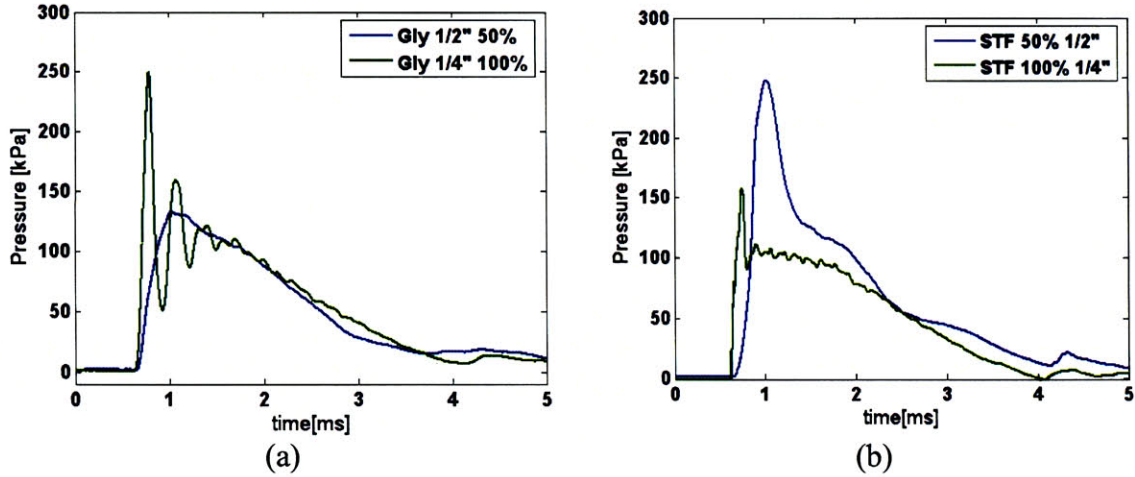 300
250
200
150
100
50
0
Pressure [kPa]
Gly 1/2" 50%
Gly 1/4" 100%
0 1 2 3 4 5
time[ms]
(a)
300
250
200
150
100
50
0
Pressure [kPa]
STF 50% 1/2"
STF 100% 1/4"
0 1 2 3 4 5
time[ms]
(b)